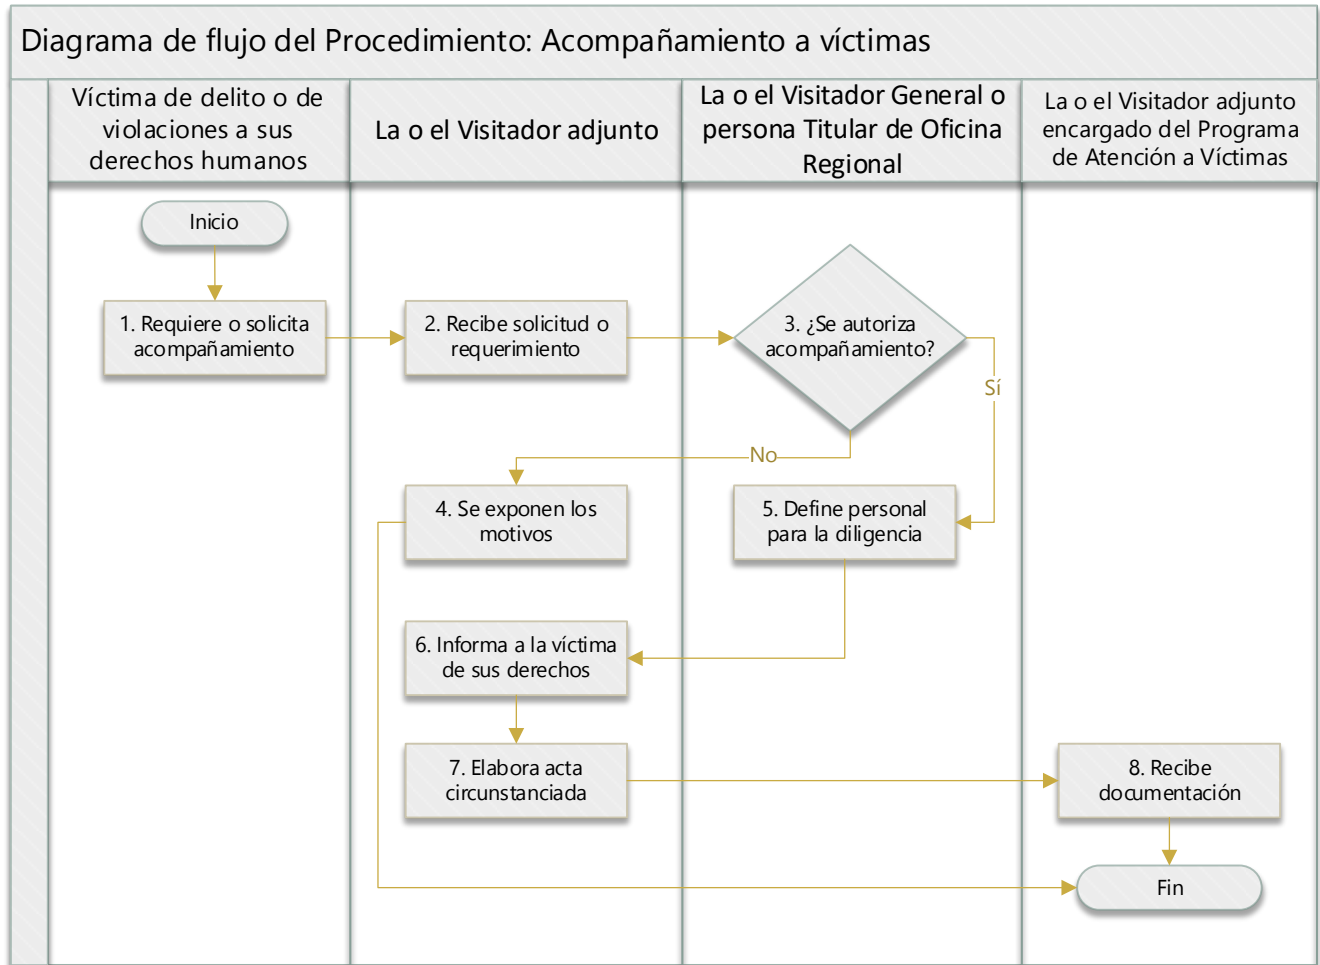 Diagrama de flujo del Procedimiento: Acompañamiento a víctimas
Víctima de delito o de
violaciones a sus
derechos humanos
La o el Visitador adjunto
La o el Visitador General o
persona Titular de Oficina
Regional
La o el Visitador adjunto
encargado del Programa
de Atención a Víctimas
Inicio
1. Requiere o solicita
acompañamiento
2. Recibe solicitud o
requerimiento
3. ¿Se autoriza
acompañamiento?
Sí
No
4. Se exponen los
motivos
5. Define personal
para la diligencia
6. Informa a la víctima
de sus derechos
7. Elabora acta
circunstanciada
8. Recibe
documentación
Fin